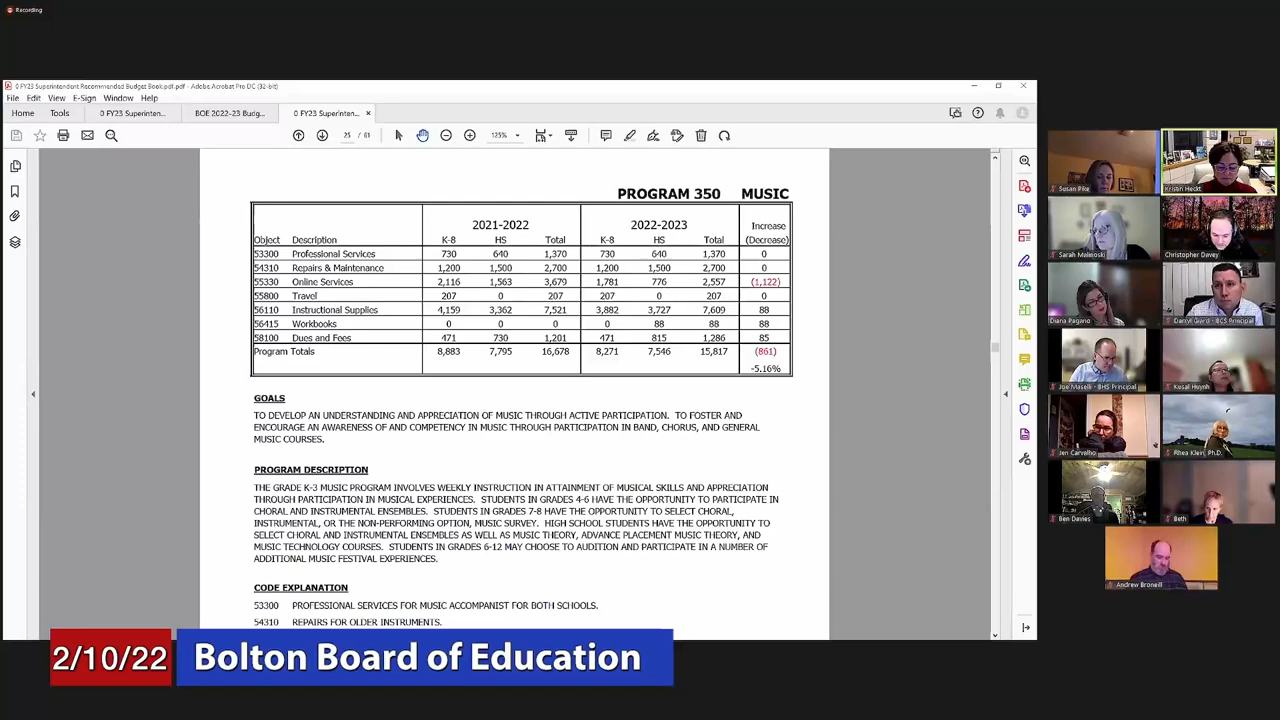 Recording
0 FY23 Superintendent Recommended Budget Book.pdf.pdf - Adobe Acrobat Pro DC (32-bit)
File Edit View E-Sign Window Help
Home Tools 0 FY23 Superinten... BOE 2022-23 Budg... 0 FY23 Superinten... ×
25 / 61 125%
PROGRAM 350 MUSIC
2021-2022 2022-2023 Increase
Object Description K-8 HS Total K-8 HS Total (Decrease)
53300 Professional Services 730 640 1,370 730 640 1,370 0
54310 Repairs & Maintenance 1,200 1,500 2,700 1,200 1,500 2,700 0
55330 Online Services 2,116 1,563 3,679 1,781 776 2,557 (1,122)
55800 Travel 207 0 207 207 0 207 0
56110 Instructional Supplies 4,159 3,362 7,521 3,882 3,727 7,609 88
56415 Workbooks 0 0 0 0 88 88 88
58100 Dues and Fees 471 730 1,201 471 815 1,286 85
Program Totals 8,883 7,795 16,678 8,271 7,546 15,817 (861)
-5.16%
GOALS
TO DEVELOP AN UNDERSTANDING AND APPRECIATION OF MUSIC THROUGH ACTIVE PARTICIPATION. TO FOSTER AND
ENCOURAGE AN AWARENESS OF AND COMPETENCY IN MUSIC THROUGH PARTICIPATION IN BAND, CHORUS, AND GENERAL
MUSIC COURSES.
PROGRAM DESCRIPTION
THE GRADE K-3 MUSIC PROGRAM INVOLVES WEEKLY INSTRUCTION IN ATTAINMENT OF MUSICAL SKILLS AND APPRECIATION
THROUGH PARTICIPATION IN MUSICAL EXPERIENCES. STUDENTS IN GRADES 4-6 HAVE THE OPPORTUNITY TO PARTICIPATE IN
CHORAL AND INSTRUMENTAL ENSEMBLES. STUDENTS IN GRADES 7-8 HAVE THE OPPORTUNITY TO SELECT CHORAL,
INSTRUMENTAL, OR THE NON-PERFORMING OPTION, MUSIC SURVEY. HIGH SCHOOL STUDENTS HAVE THE OPPORTUNITY TO
SELECT CHORAL AND INSTRUMENTAL ENSEMBLES AS WELL AS MUSIC THEORY, ADVANCE PLACEMENT MUSIC THEORY, AND
MUSIC TECHNOLOGY COURSES. STUDENTS IN GRADES 6-12 MAY CHOOSE TO AUDITION AND PARTICIPATE IN A NUMBER OF
ADDITIONAL MUSIC FESTIVAL EXPERIENCES.
CODE EXPLANATION
53300 PROFESSIONAL SERVICES FOR MUSIC ACCOMPANIST FOR BOTH SCHOOLS.
54310 REPAIRS FOR OLDER INSTRUMENTS.
Susan Pike Kristin Heckt
Sarah Malinoski Christopher Davey
Diana Pagano Darryl Giard - BCS Principal
Joe Maselli - BHS Principal Kusal Huynh
Jen Carvalho Rhea Klein, Ph.D.
Ben Davies Beth
Andrew Broneill
2/10/22 Bolton Board of Education